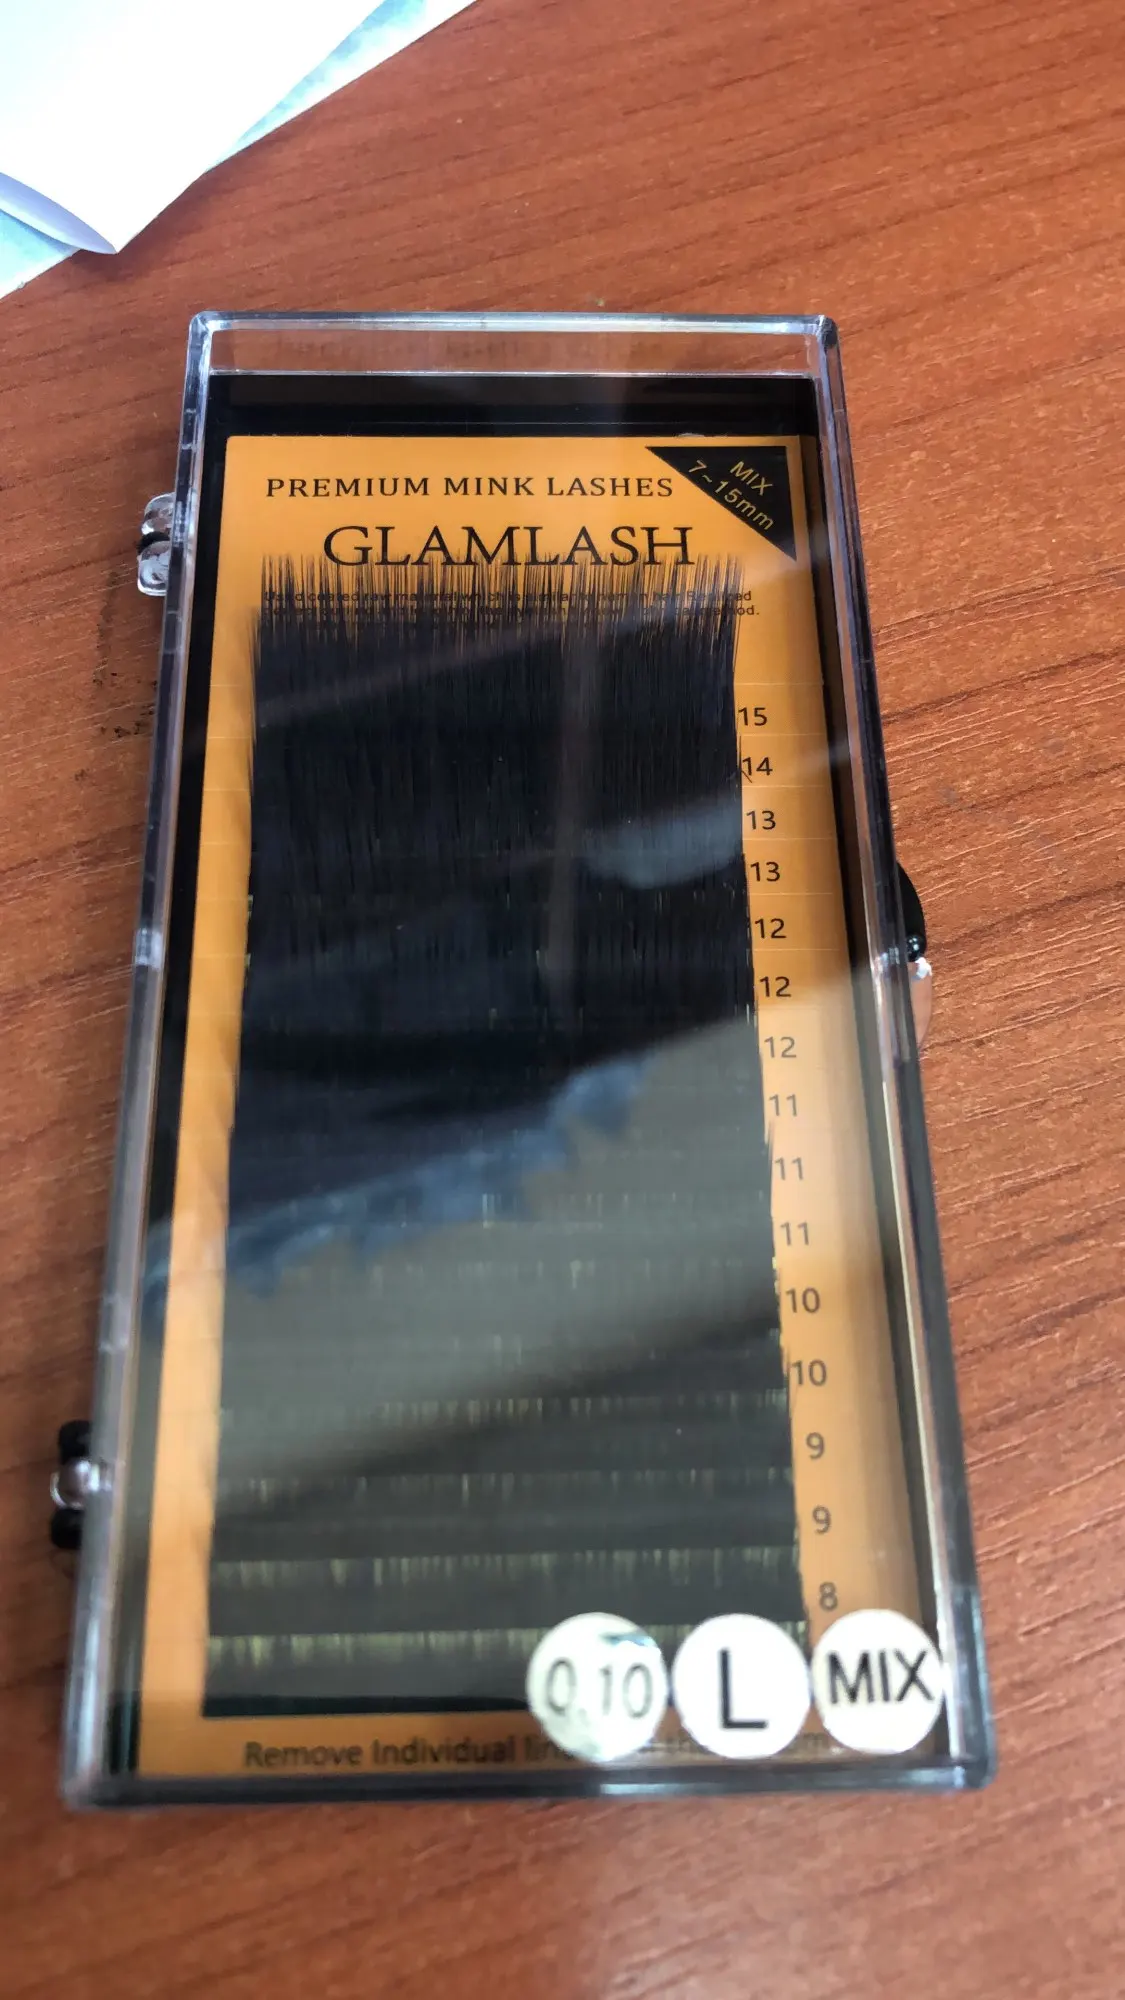 PREMIUM MINK LASHES
MIX
7~15mm
GLAMLASH
15
14
13
13
12
12
12
11
11
11
10
10
9
9
8
0.10
L
MIX
Remove Individual